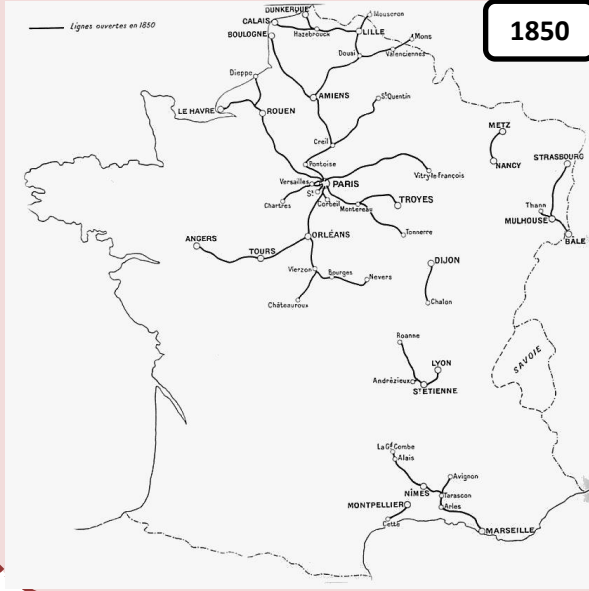 Lignes ouvertes en 1850
1850
DUNKERQUE
Mouscron
CALAIS
Hazebrouck
LILLE
BOULOGNE
Mons
Douai
Valenciennes
Dieppe
AMIENS
St Quentin
LE HAVRE
ROUEN
METZ
Creil
STRASBOURG
Pontoise
NANCY
Vitry-le-François
Versailles
PARIS
St
Corbeil
TROYES
Thann
Chartres
Montereau
MULHOUSE
Tonnerre
BALE
ANGERS
ORLÉANS
TOURS
DIJON
Vierzon
Bourges
Nevers
Châteauroux
Chalon
Roanne
SAVOIE
LYON
Andrézieux
ST ETIENNE
La Gde Combe
Alais
Avignon
NÎMES
Tarascon
MONTPELLIER
Arles
Cette
MARSEILLE